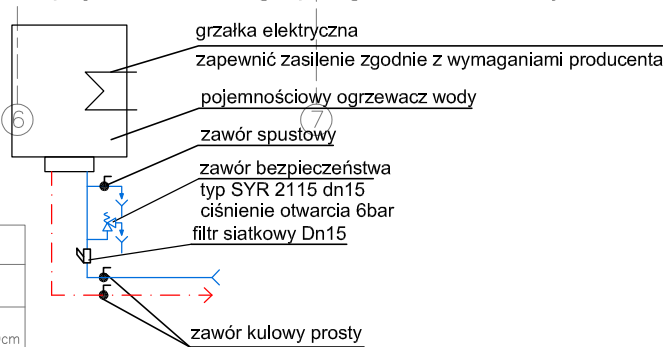 grzałka elektryczna
zapewnić zasilenie zgodnie z wymaganiami producenta
pojemnościowy ogrzewacz wody
6
7
zawór spustowy
zawór bezpieczeństwa
typ SYR 2115 dn15
ciśnienie otwarcia 6bar
filtr siatkowy Dn15
zawór kulowy prosty
cm